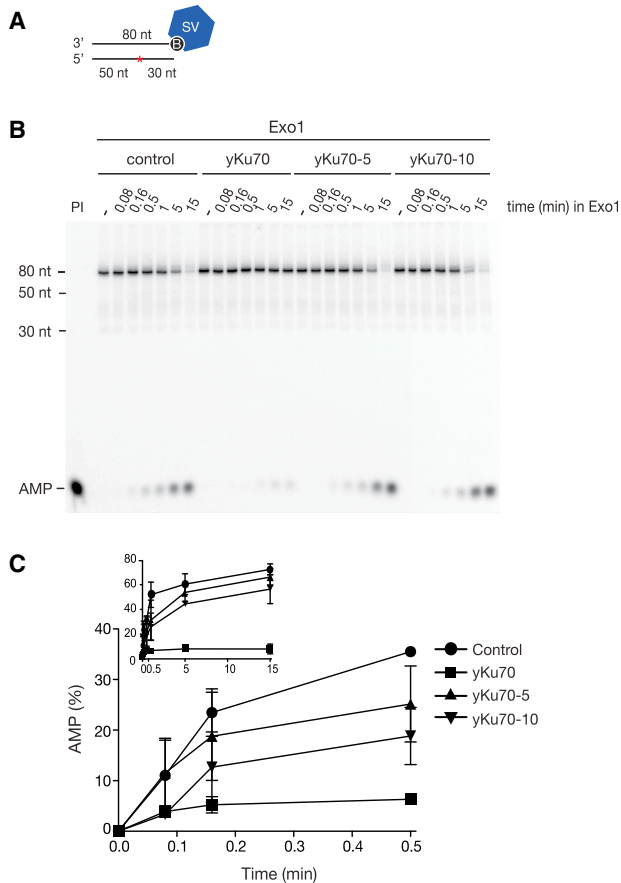 A
80 nt
SV
3'
B
5'
*
50 nt 30 nt
B
Exo1
control yKu70 yKu70-5 yKu70-10
PI - 0.08 0.16 0.5 1 5 15 - 0.08 0.16 0.5 1 5 15 - 0.08 0.16 0.5 1 5 15 - 0.08 0.16 0.5 1 5 15 time (min) in Exo1
80 nt
50 nt
30 nt
AMP
C
80
60
40
20
0
0 0.5 5 10 15
40
30
20
10
0
AMP (%)
0.0 0.1 0.2 0.3 0.4 0.5
Time (min)
Control
yKu70
yKu70-5
yKu70-10